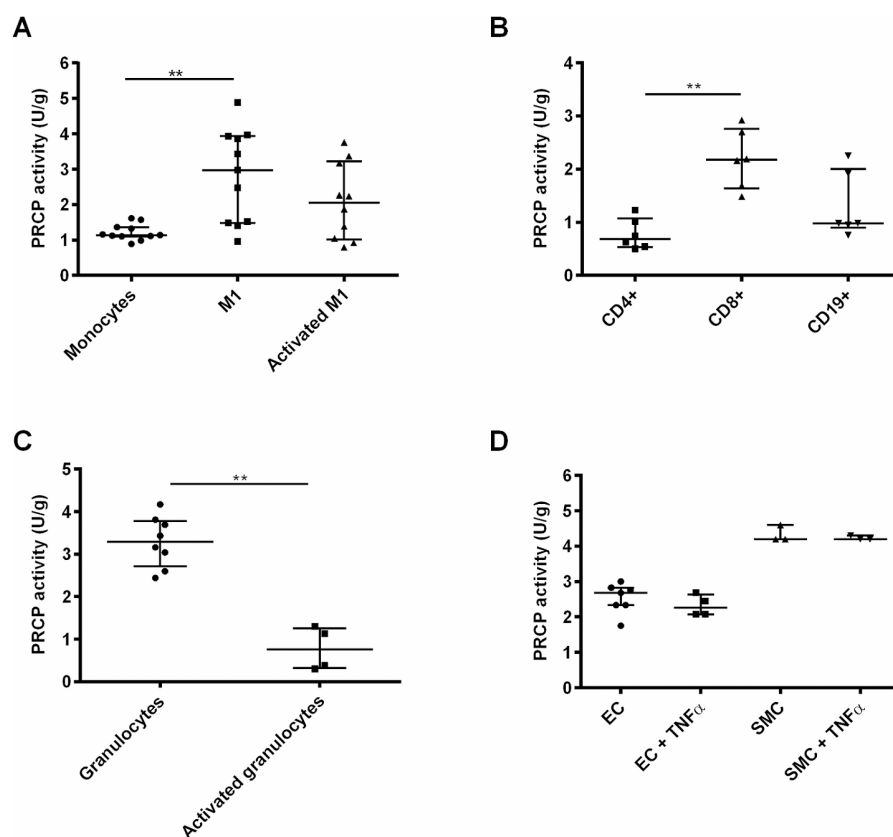 A
PRCP activity (U/g)
6
5
4
3
2
1
0
**
Monocytes
M1
Activated M1
B
PRCP activity (U/g)
4
3
2
1
0
**
CD4+
CD8+
CD19+
C
PRCP activity (U/g)
5
4
3
2
1
0
**
Granulocytes
Activated granulocytes
D
PRCP activity (U/g)
6
5
4
3
2
1
0
EC
EC + TNFα
SMC
SMC + TNFα